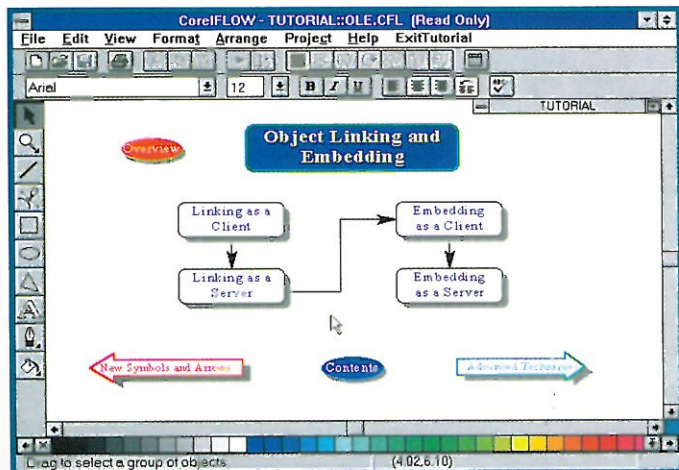 CorelFLOW - TUTORIAL::OLE.CFL (Read Only)
File Edit View Format Arrange Project Help ExitTutorial
Arial 12 B I U ABC
TUTORIAL
Overview
Object Linking and
Embedding
Linking as a
Client
Embedding
as a Client
Linking as a
Server
Embedding
as a Server
New Symbols and Arrows
Contents
Advanced Techniques
Drag to select a group of objects (4.02,6.10)